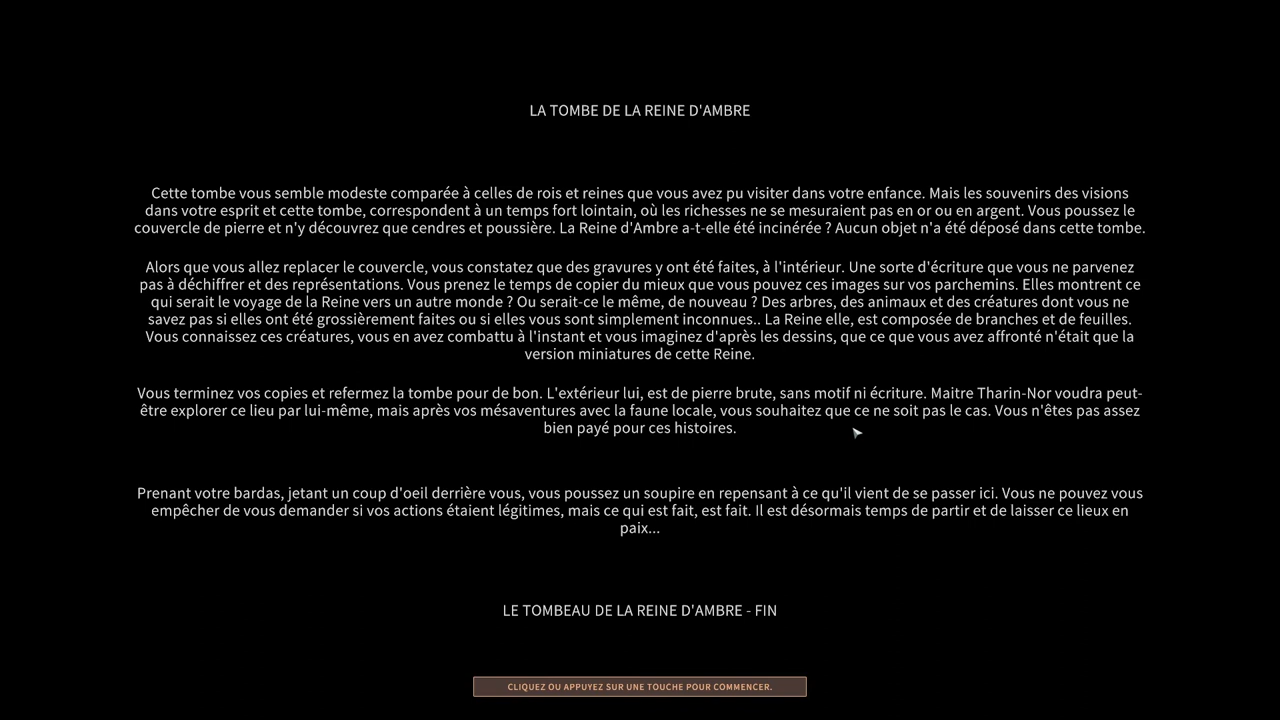 LA TOMBE DE LA REINE D'AMBRE
Cette tombe vous semble modeste comparée à celles de rois et reines que vous avez pu visiter dans votre enfance. Mais les souvenirs des visions
dans votre esprit et cette tombe, correspondent à un temps fort lointain, où les richesses ne se mesuraient pas en or ou en argent. Vous poussez le
couvercle de pierre et n'y découvrez que cendres et poussière. La Reine d'Ambre a-t-elle été incinérée ? Aucun objet n'a été déposé dans cette tombe.
Alors que vous allez replacer le couvercle, vous constatez que des gravures y ont été faites, à l'intérieur. Une sorte d'écriture que vous ne parvenez
pas à déchiffrer et des représentations. Vous prenez le temps de copier du mieux que vous pouvez ces images sur vos parchemins. Elles montrent ce
qui serait le voyage de la Reine vers un autre monde ? Ou serait-ce le même, de nouveau ? Des arbres, des animaux et des créatures dont vous ne
savez pas si elles ont été grossièrement faites ou si elles vous sont simplement inconnues.. La Reine elle, est composée de branches et de feuilles.
Vous connaissez ces créatures, vous en avez combattu à l'instant et vous imaginez d'après les dessins, que ce que vous avez affronté n'était que la
version miniatures de cette Reine.
Vous terminez vos copies et refermez la tombe pour de bon. L'extérieur lui, est de pierre brute, sans motif ni écriture. Maitre Tharin-Nor voudra peut-
être explorer ce lieu par lui-même, mais après vos mésaventures avec la faune locale, vous souhaitez que ce ne soit pas le cas. Vous n'êtes pas assez
bien payé pour ces histoires.
Prenant votre bardas, jetant un coup d'oeil derrière vous, vous poussez un soupire en repensant à ce qu'il vient de se passer ici. Vous ne pouvez vous
empêcher de vous demander si vos actions étaient légitimes, mais ce qui est fait, est fait. Il est désormais temps de partir et de laisser ce lieux en
paix...
LE TOMBEAU DE LA REINE D'AMBRE - FIN
CLIQUEZ OU APPUYEZ SUR UNE TOUCHE POUR COMMENCER.